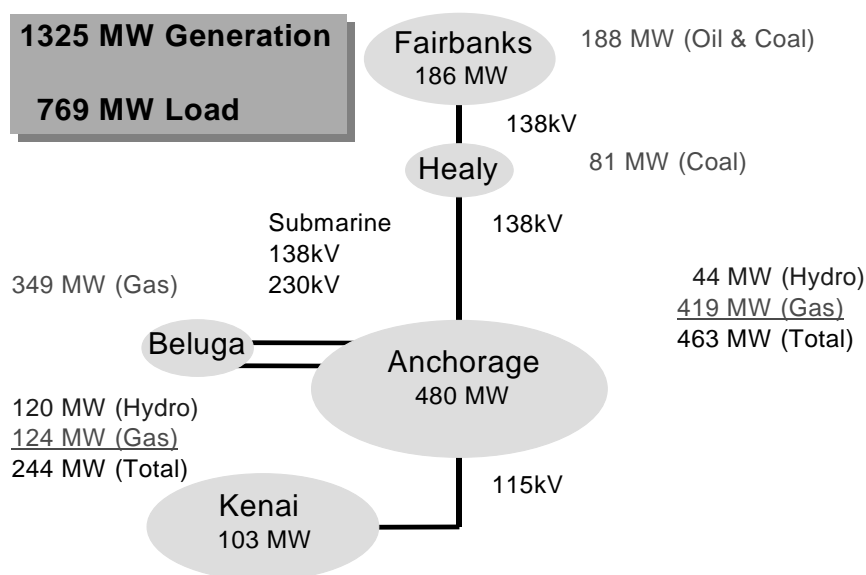 1325 MW Generation
769 MW Load
Fairbanks
186 MW
188 MW (Oil & Coal)
138kV
Healy
81 MW (Coal)
138kV
Submarine
138kV
230kV
349 MW (Gas)
Beluga
44 MW (Hydro)
419 MW (Gas)
463 MW (Total)
Anchorage
480 MW
120 MW (Hydro)
124 MW (Gas)
244 MW (Total)
115kV
Kenai
103 MW